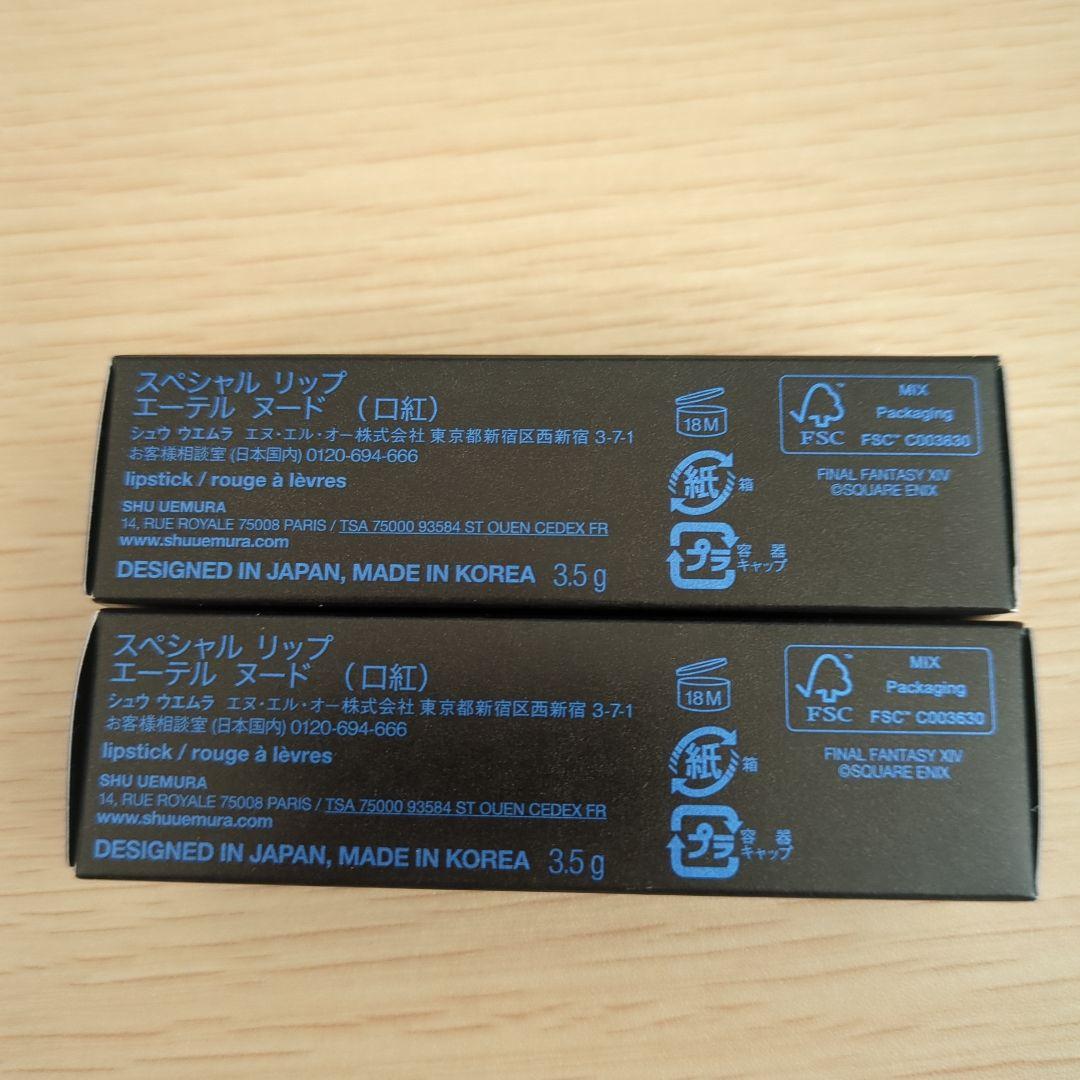 スペシャル リップ
エーテル ヌード （口紅）
シュウ ウエムラ エヌ・エル・オー株式会社 東京都新宿区西新宿 3-7-1
お客様相談室 (日本国内) 0120-694-666
lipstick / rouge à lèvres
SHU UEMURA
14, RUE ROYALE 75008 PARIS / TSA 75000 93584 ST OUEN CEDEX FR
www.shuuemura.com
DESIGNED IN JAPAN, MADE IN KOREA 3.5 g
18M
紙 箱
プラ 容器
キャップ
FSC™
MIX
Packaging
FSC™ C003630
FINAL FANTASY XIV
©SQUARE ENIX
スペシャル リップ
エーテル ヌード （口紅）
シュウ ウエムラ エヌ・エル・オー株式会社 東京都新宿区西新宿 3-7-1
お客様相談室 (日本国内) 0120-694-666
lipstick / rouge à lèvres
SHU UEMURA
14, RUE ROYALE 75008 PARIS / TSA 75000 93584 ST OUEN CEDEX FR
www.shuuemura.com
DESIGNED IN JAPAN, MADE IN KOREA 3.5 g
18M
紙 箱
プラ 容器
キャップ
FSC™
MIX
Packaging
FSC™ C003630
FINAL FANTASY XIV
©SQUARE ENIX